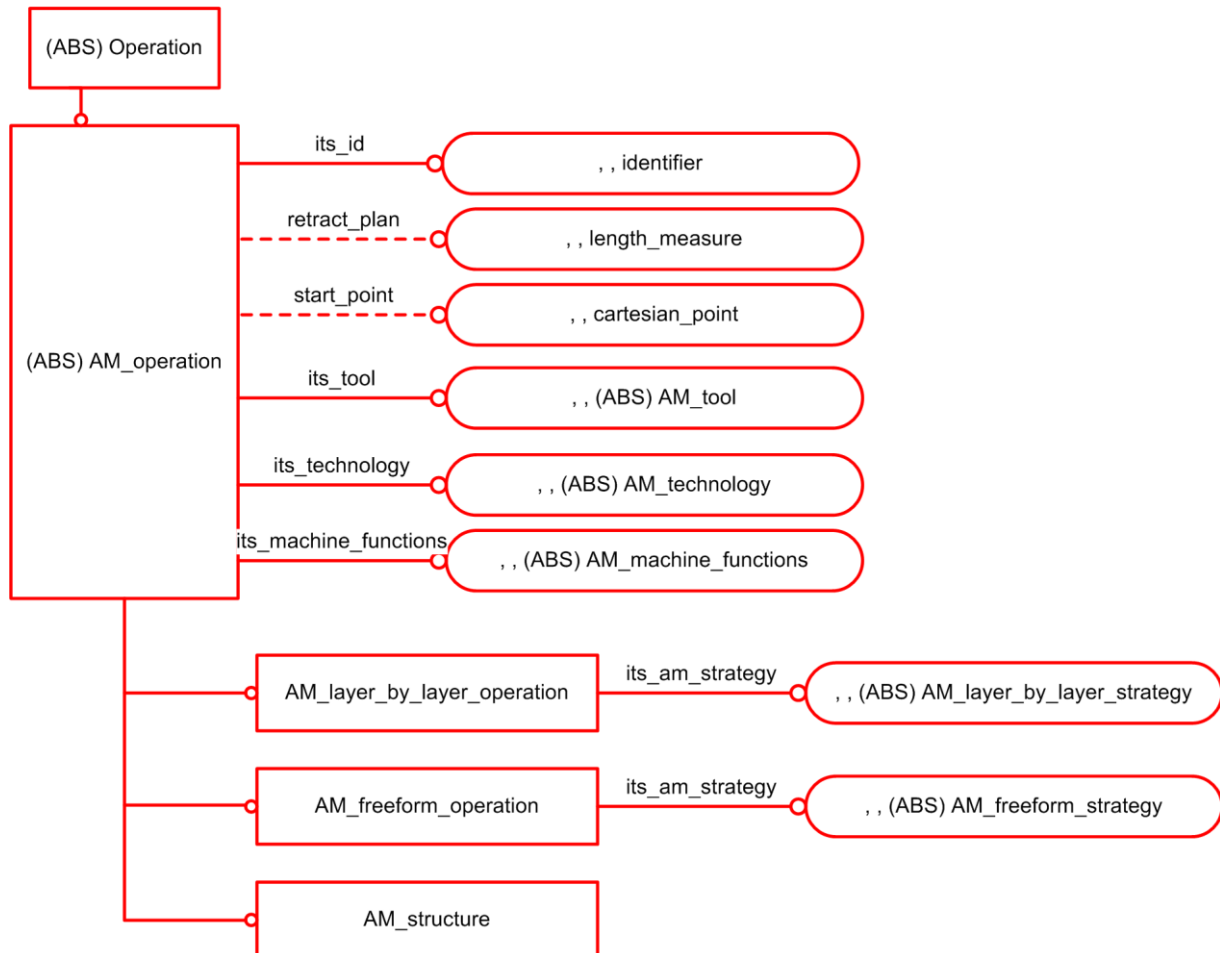 (ABS) Operation
its_id
, , identifier
retract_plan
, , length_measure
start_point
, , cartesian_point
(ABS) AM_operation
its_tool
, , (ABS) AM_tool
its_technology
, , (ABS) AM_technology
its_machine_functions
, , (ABS) AM_machine_functions
AM_layer_by_layer_operation
its_am_strategy
, , (ABS) AM_layer_by_layer_strategy
AM_freeform_operation
its_am_strategy
, , (ABS) AM_freeform_strategy
AM_structure